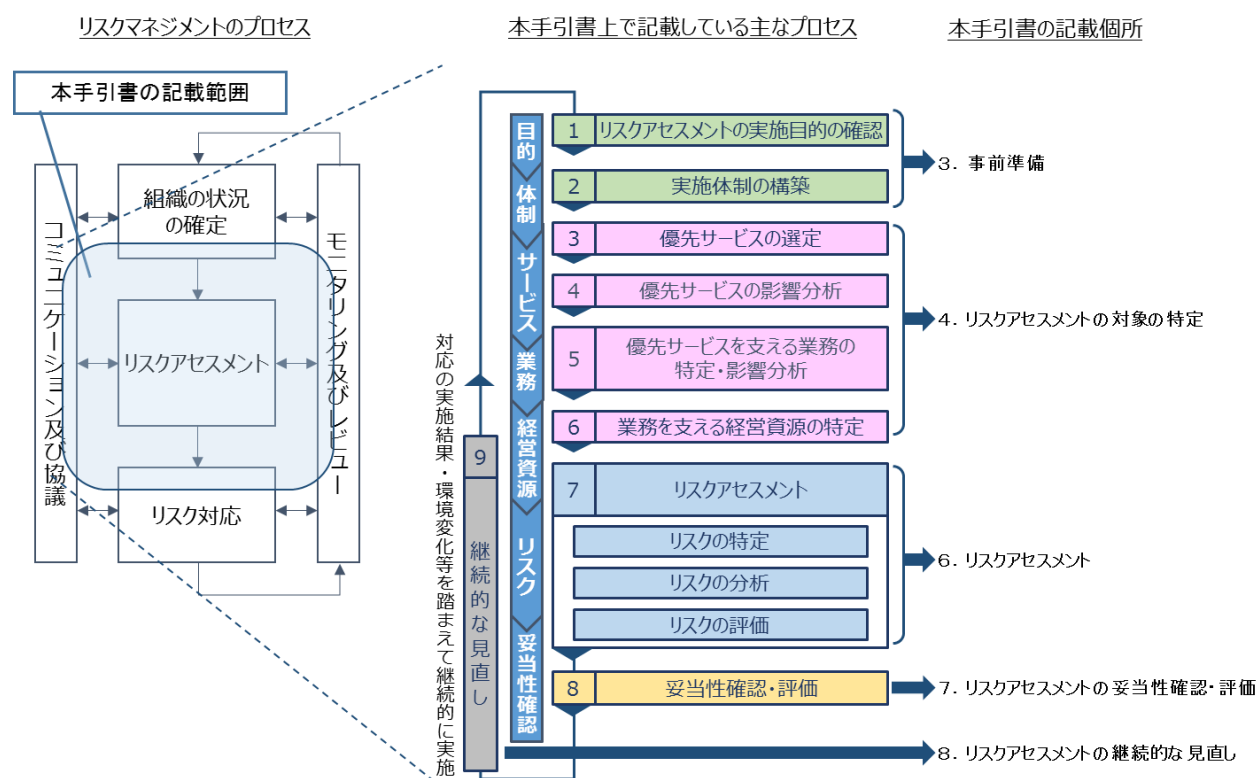 リスクマネジメントのプロセス
本手引書上で記載している主なプロセス
本手引書の記載個所
本手引書の記載範囲
組織の状況
の確定
リスクアセスメント
リスク対応
コミュニケーション及び協議
モニタリング及びレビュー
対応の実施結果・環境変化等を踏まえて継続的に実施
9
継続的な見直し
目的
体制
サービス
業務
経営資源
リスク
妥当性確認
1
リスクアセスメントの実施目的の確認
2
実施体制の構築
3
優先サービスの選定
4
優先サービスの影響分析
5
優先サービスを支える業務の
特定・影響分析
6
業務を支える経営資源の特定
7
リスクアセスメント
リスクの特定
リスクの分析
リスクの評価
8
妥当性確認・評価
3．事前準備
4．リスクアセスメントの対象の特定
6．リスクアセスメント
7．リスクアセスメントの妥当性確認・評価
8．リスクアセスメントの継続的な見直し